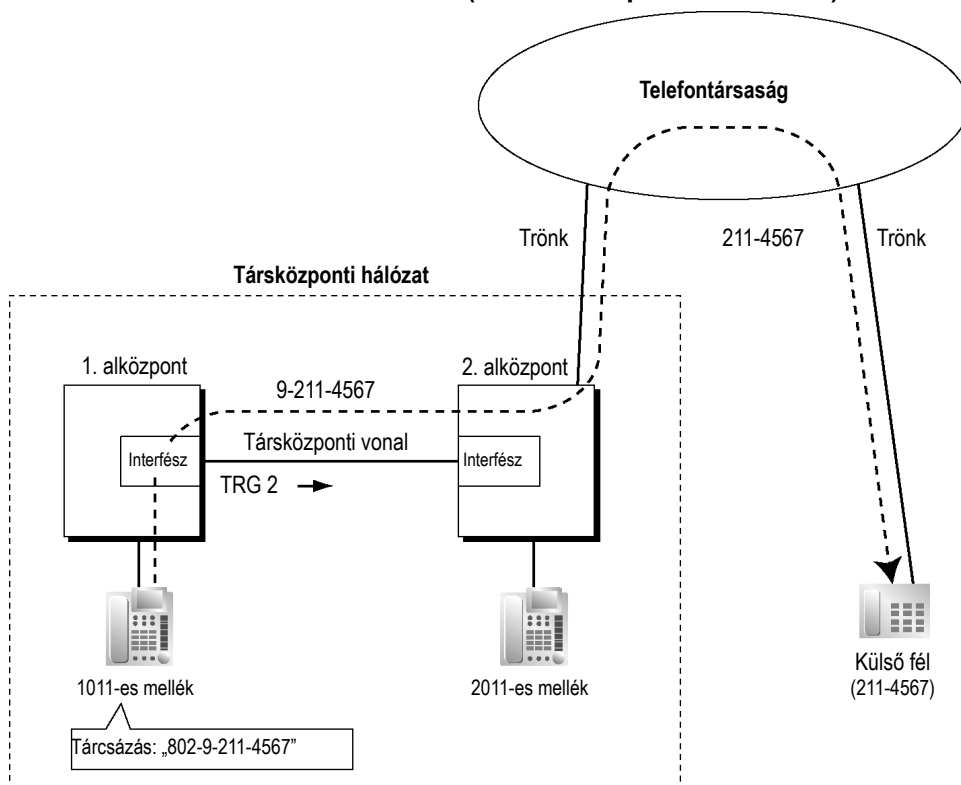 Telefontársaság
Trönk
211-4567
Trönk
Társközponti hálózat
1. alközpont
2. alközpont
9-211-4567
Társközponti vonal
Interfész
Interfész
TRG 2
1011-es mellék
2011-es mellék
Külső fél
(211-4567)
Tárcsázás: „802-9-211-4567”